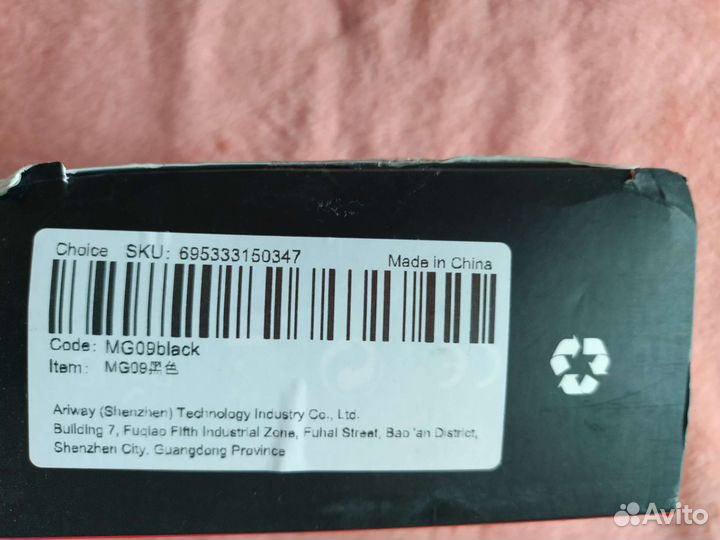 Choice SKU: 695333150347 Made in China
Code: MG09black
Item: MG09黑色
Ariway (Shenzhen) Technology Industry Co., Ltd.
Building 7, Fuqiao Fifth Industrial Zone, Fuhai Street, Bao'an District,
Shenzhen City, Guangdong Province
Avito